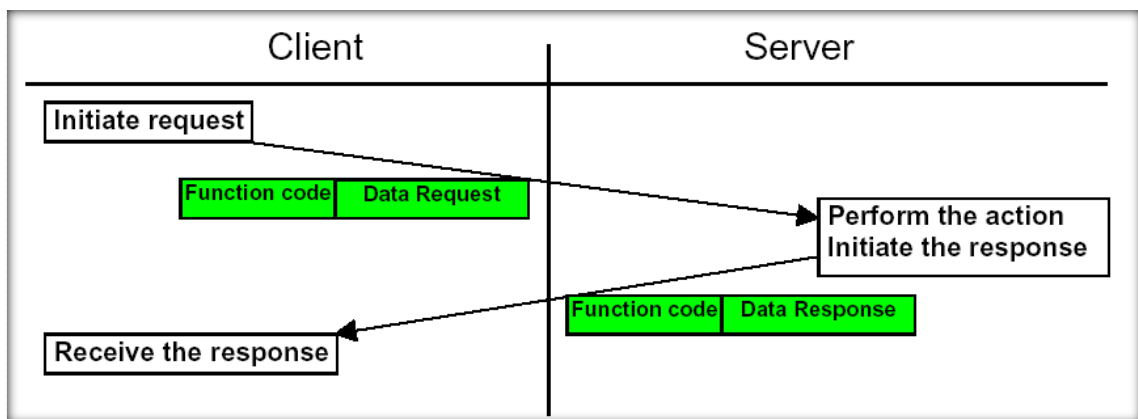 Client
Server
Initiate request
Function code
Data Request
Perform the action
Initiate the response
Function code
Data Response
Receive the response